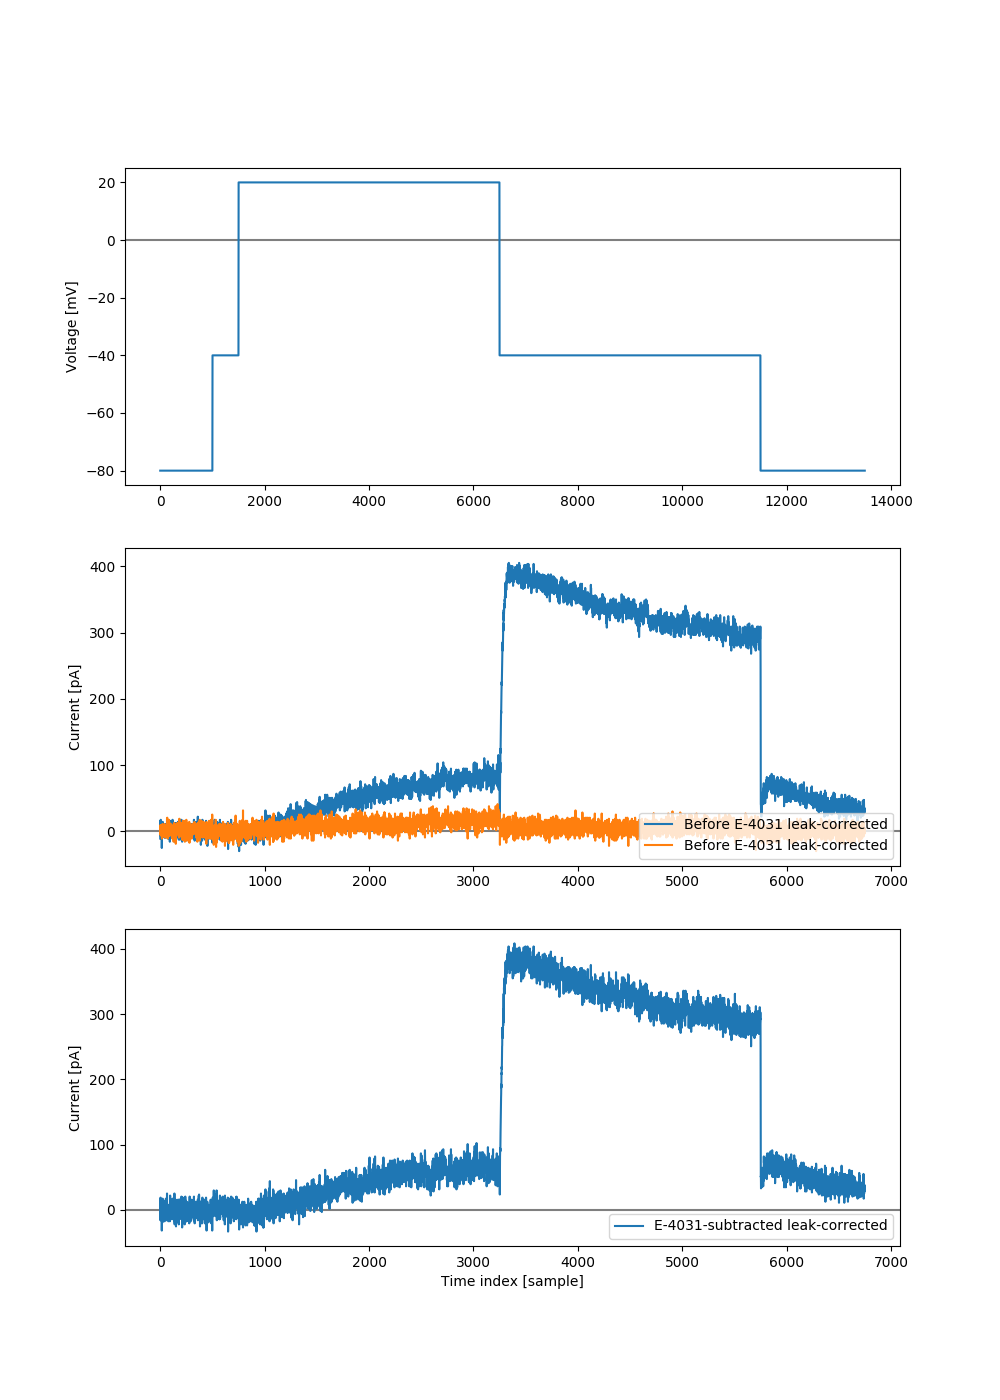 20
0
−20
−40
−60
−80
Voltage [mV]
0 2000 4000 6000 8000 10000 12000 14000
400
300
200
100
0
Current [pA]
Before E-4031 leak-corrected
Before E-4031 leak-corrected
0 1000 2000 3000 4000 5000 6000 7000
400
300
200
100
0
Current [pA]
E-4031-subtracted leak-corrected
0 1000 2000 3000 4000 5000 6000 7000
Time index [sample]